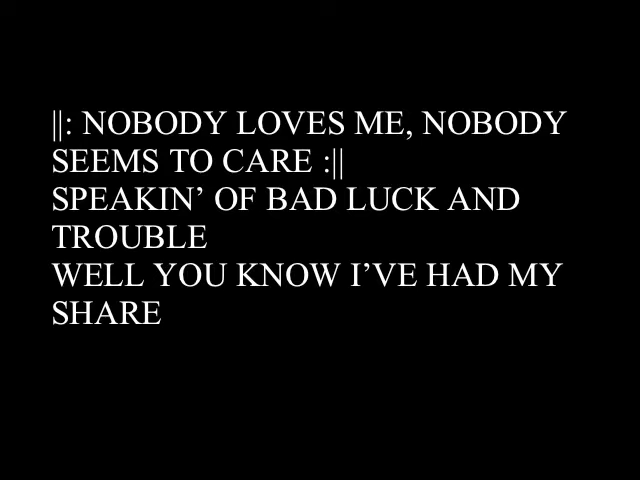 ||: NOBODY LOVES ME, NOBODY
SEEMS TO CARE :||
SPEAKIN’ OF BAD LUCK AND
TROUBLE
WELL YOU KNOW I’VE HAD MY
SHARE